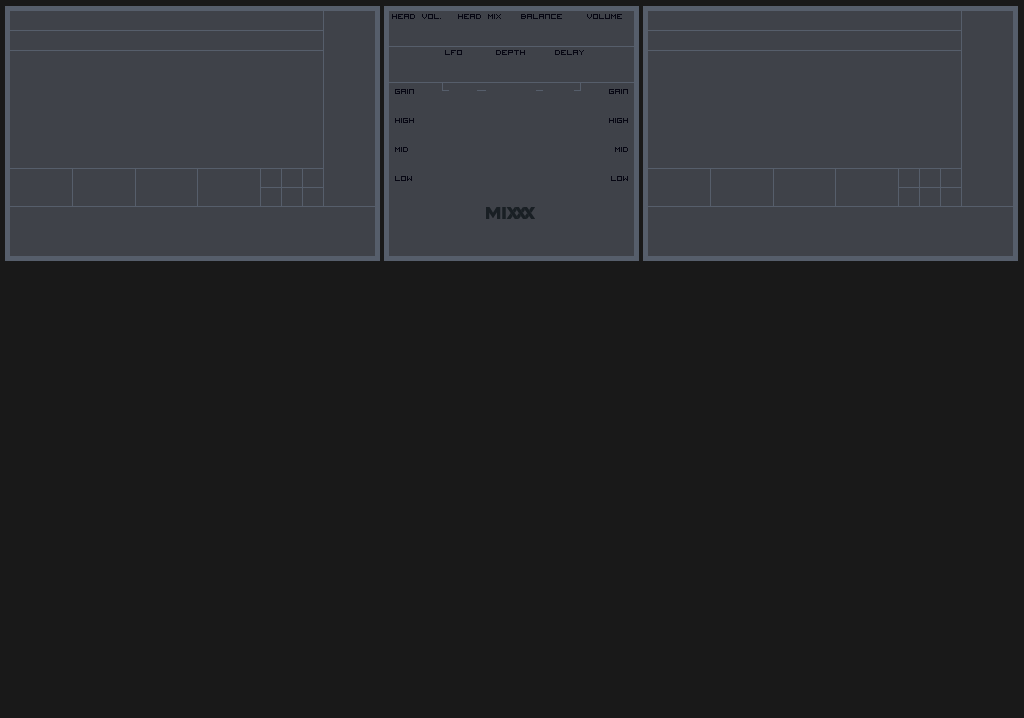 HEAD VOL. HEAD MIX BALANCE VOLUME
LFO DEPTH DELAY
GAIN GAIN
HIGH HIGH
MID MID
LOW LOW
MIXXX